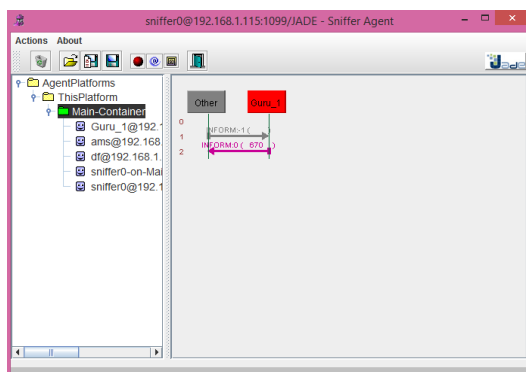 sniffer0@192.168.1.115:1099/JADE - Sniffer Agent
Actions About
Jade
AgentPlatforms
ThisPlatform
Main-Container
Guru_1@192.1
ams@192.168
df@192.168.1.
sniffer0-on-Mai
sniffer0@192.1
Other Guru_1
0
INFORM:-1 ( )
1
INFORM:0 ( 670 )
2